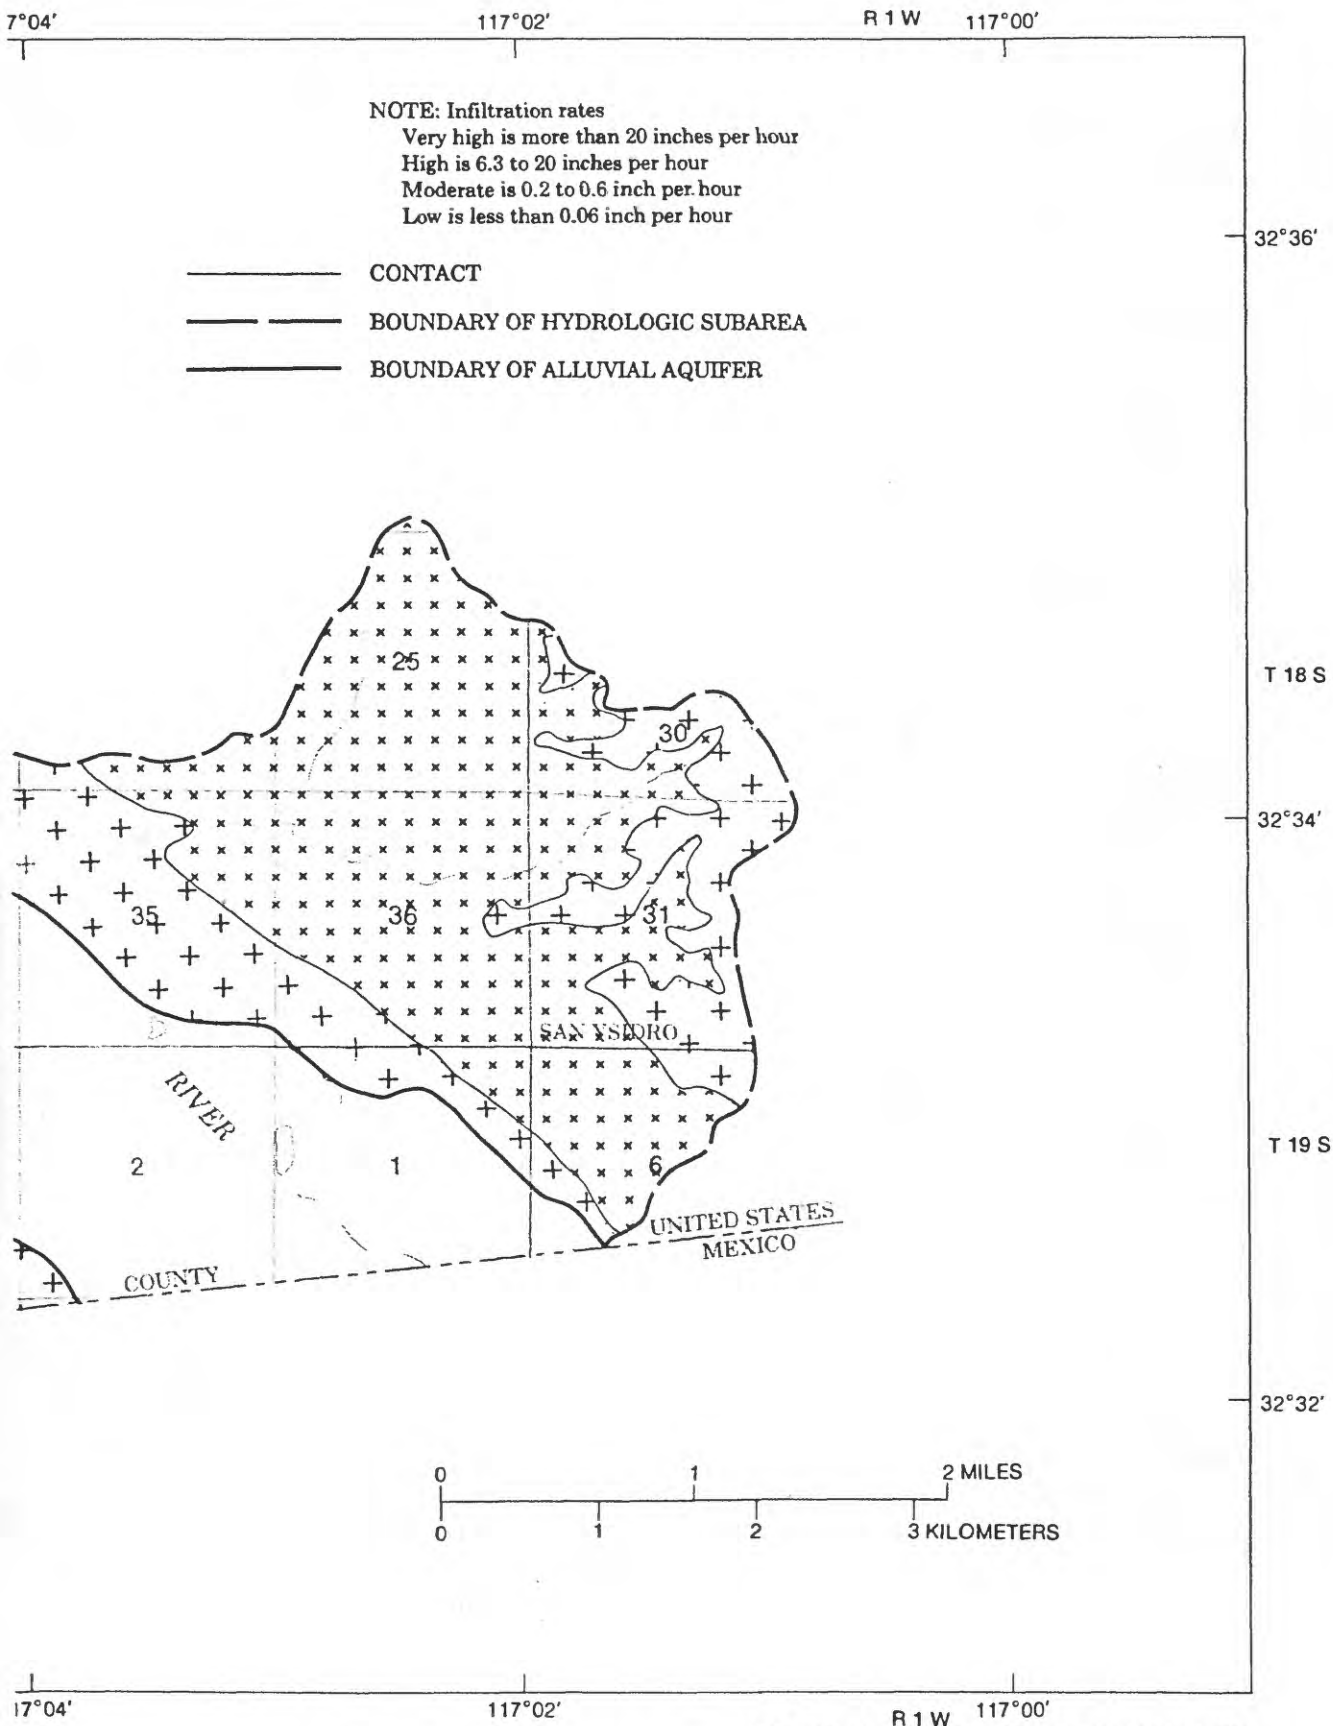 7°04′ 117°02′ R 1 W 117°00′
NOTE: Infiltration rates
Very high is more than 20 inches per hour
High is 6.3 to 20 inches per hour
Moderate is 0.2 to 0.6 inch per hour
Low is less than 0.06 inch per hour
32°36′
CONTACT
BOUNDARY OF HYDROLOGIC SUBAREA
BOUNDARY OF ALLUVIAL AQUIFER
25
T 18 S
30
32°34′
35 36 31
SAN YSIDRO
RIVER
2 1 6
T 19 S
UNITED STATES
MEXICO
COUNTY
32°32′
0 1 2 MILES
0 1 2 3 KILOMETERS
17°04′ 117°02′ R 1 W 117°00′